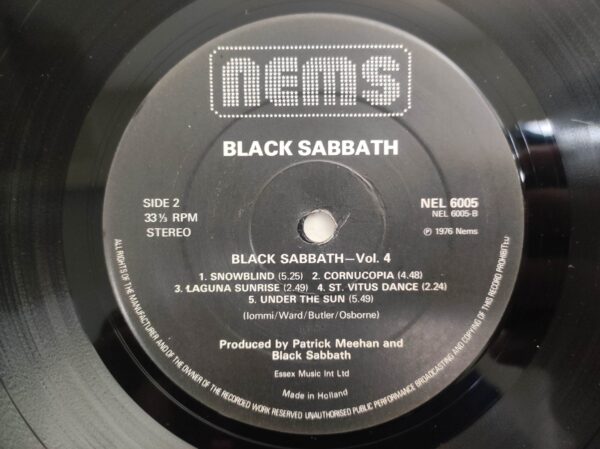 nems
BLACK SABBATH
SIDE 2
33⅓ RPM
STEREO
NEL 6005
NEL 6005-B
℗ 1976 Nems
BLACK SABBATH—Vol. 4
1. SNOWBLIND (5.25) 2. CORNUCOPIA (4.48)
3. LAGUNA SUNRISE (2.49) 4. ST. VITUS DANCE (2.24)
5. UNDER THE SUN (5.49)
(Iommi/Ward/Butler/Osborne)
Produced by Patrick Meehan and
Black Sabbath
Essex Music Int Ltd
Made in Holland
ALL RIGHTS OF THE MANUFACTURER AND OF THE OWNER OF THE RECORDED WORK RESERVED UNAUTHORISED PUBLIC PERFORMANCE BROADCASTING AND COPYING OF THIS RECORD PROHIBITED